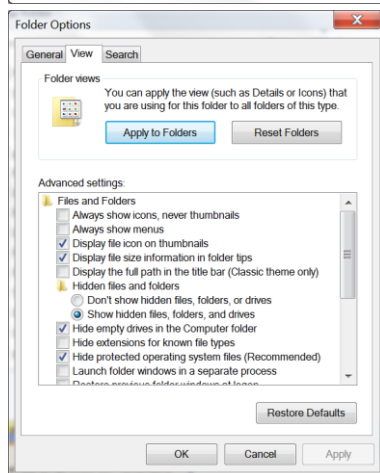 Folder Options
General View Search
Folder views
You can apply the view (such as Details or Icons) that
you are using for this folder to all folders of this type.
Apply to Folders Reset Folders
Advanced settings:
Files and Folders
Always show icons, never thumbnails
Always show menus
Display file icon on thumbnails
Display file size information in folder tips
Display the full path in the title bar (Classic theme only)
Hidden files and folders
Don't show hidden files, folders, or drives
Show hidden files, folders, and drives
Hide empty drives in the Computer folder
Hide extensions for known file types
Hide protected operating system files (Recommended)
Launch folder windows in a separate process
Restore previous folder windows at logon
Restore Defaults
OK Cancel Apply